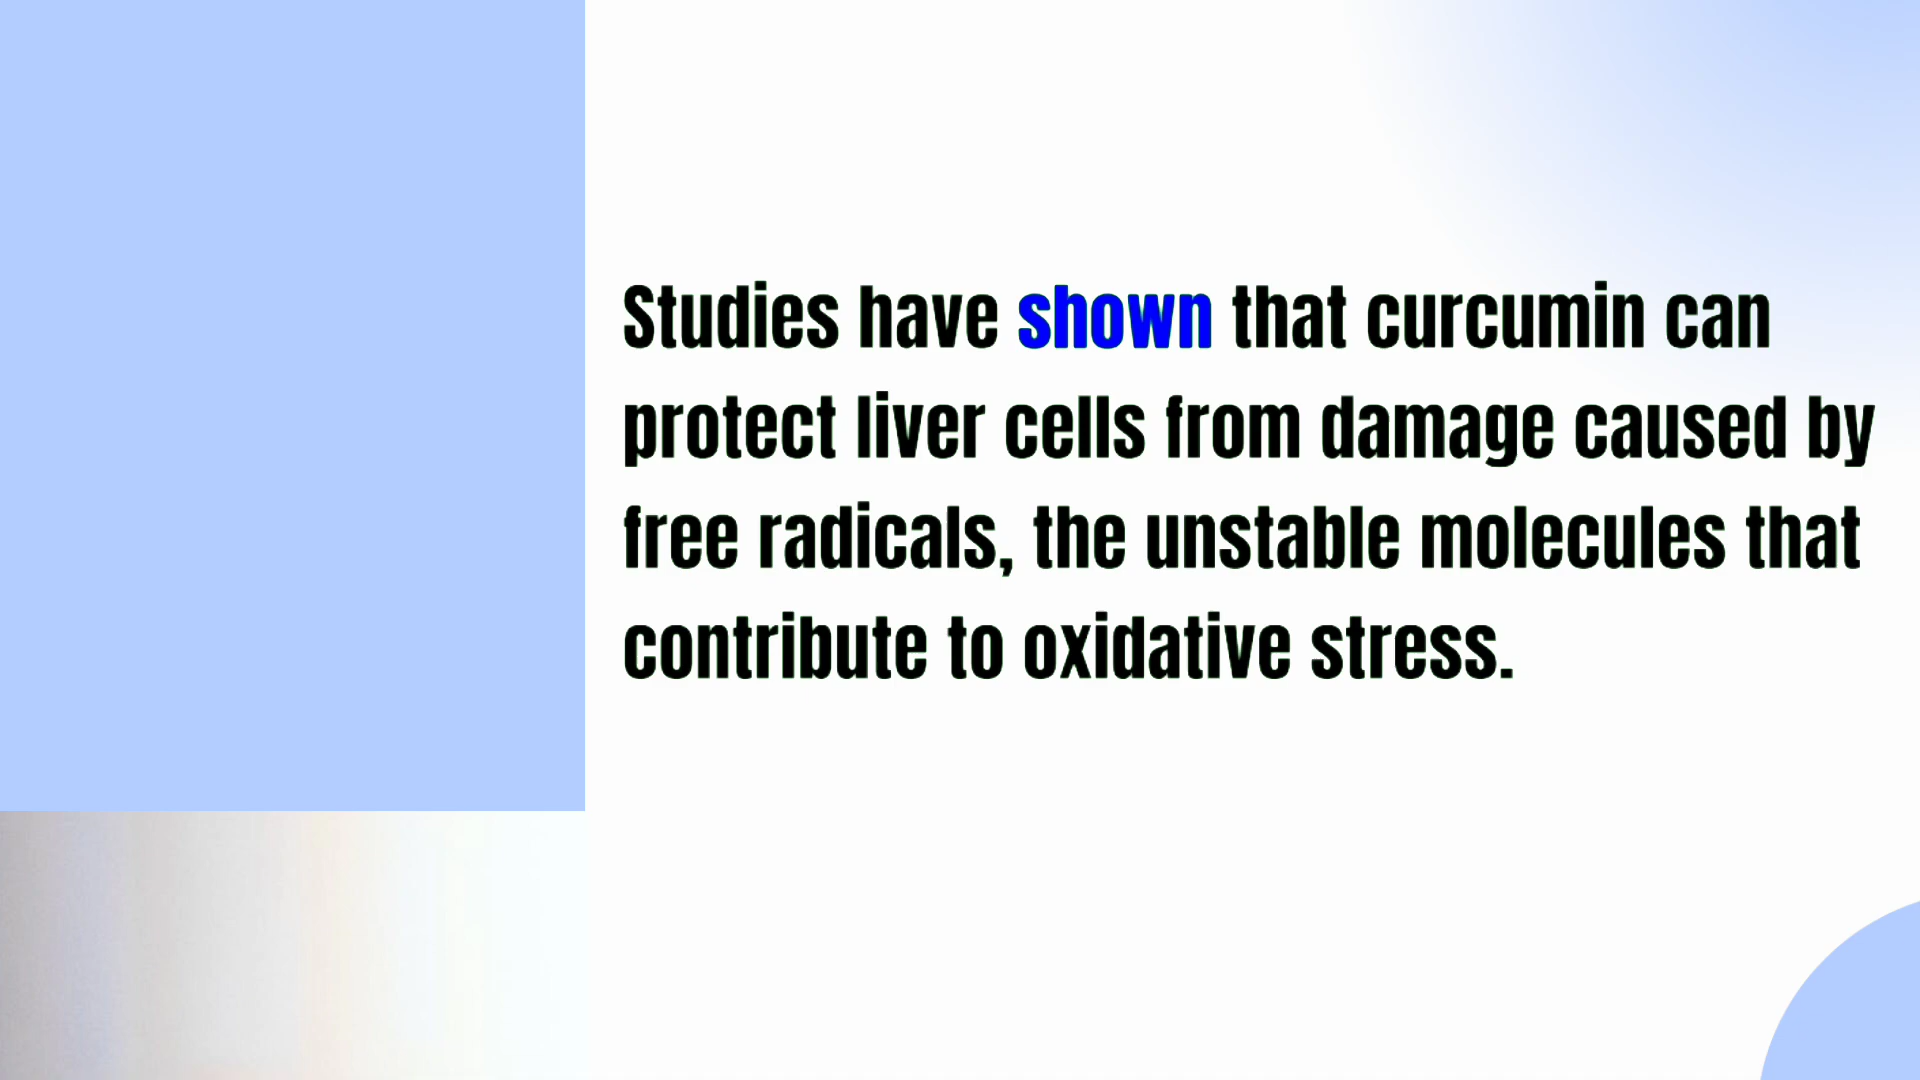 Studies have shown that curcumin can
protect liver cells from damage caused by
free radicals, the unstable molecules that
contribute to oxidative stress.